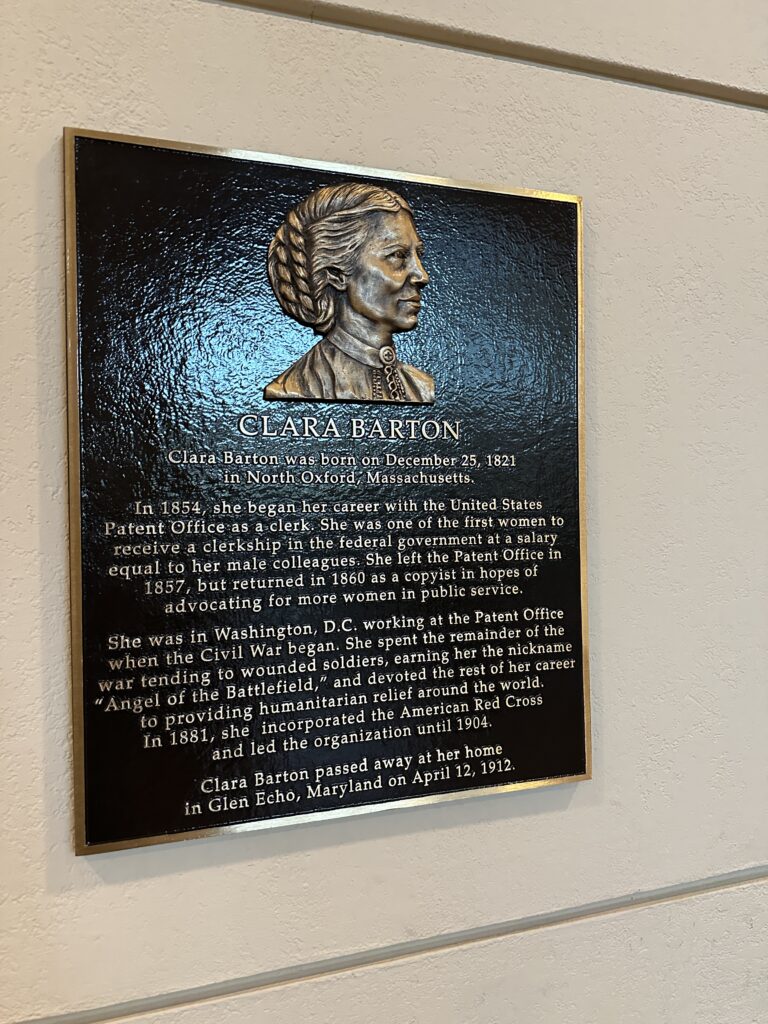 CLARA BARTON
Clara Barton was born on December 25, 1821
in North Oxford, Massachusetts.
In 1854, she began her career with the United States
Patent Office as a clerk. She was one of the first women to
receive a clerkship in the federal government at a salary
equal to her male colleagues. She left the Patent Office in
1857, but returned in 1860 as a copyist in hopes of
advocating for more women in public service.
She was in Washington, D.C. working at the Patent Office
when the Civil War began. She spent the remainder of the
war tending to wounded soldiers, earning her the nickname
“Angel of the Battlefield,” and devoted the rest of her career
to providing humanitarian relief around the world.
In 1881, she incorporated the American Red Cross
and led the organization until 1904.
Clara Barton passed away at her home
in Glen Echo, Maryland on April 12, 1912.